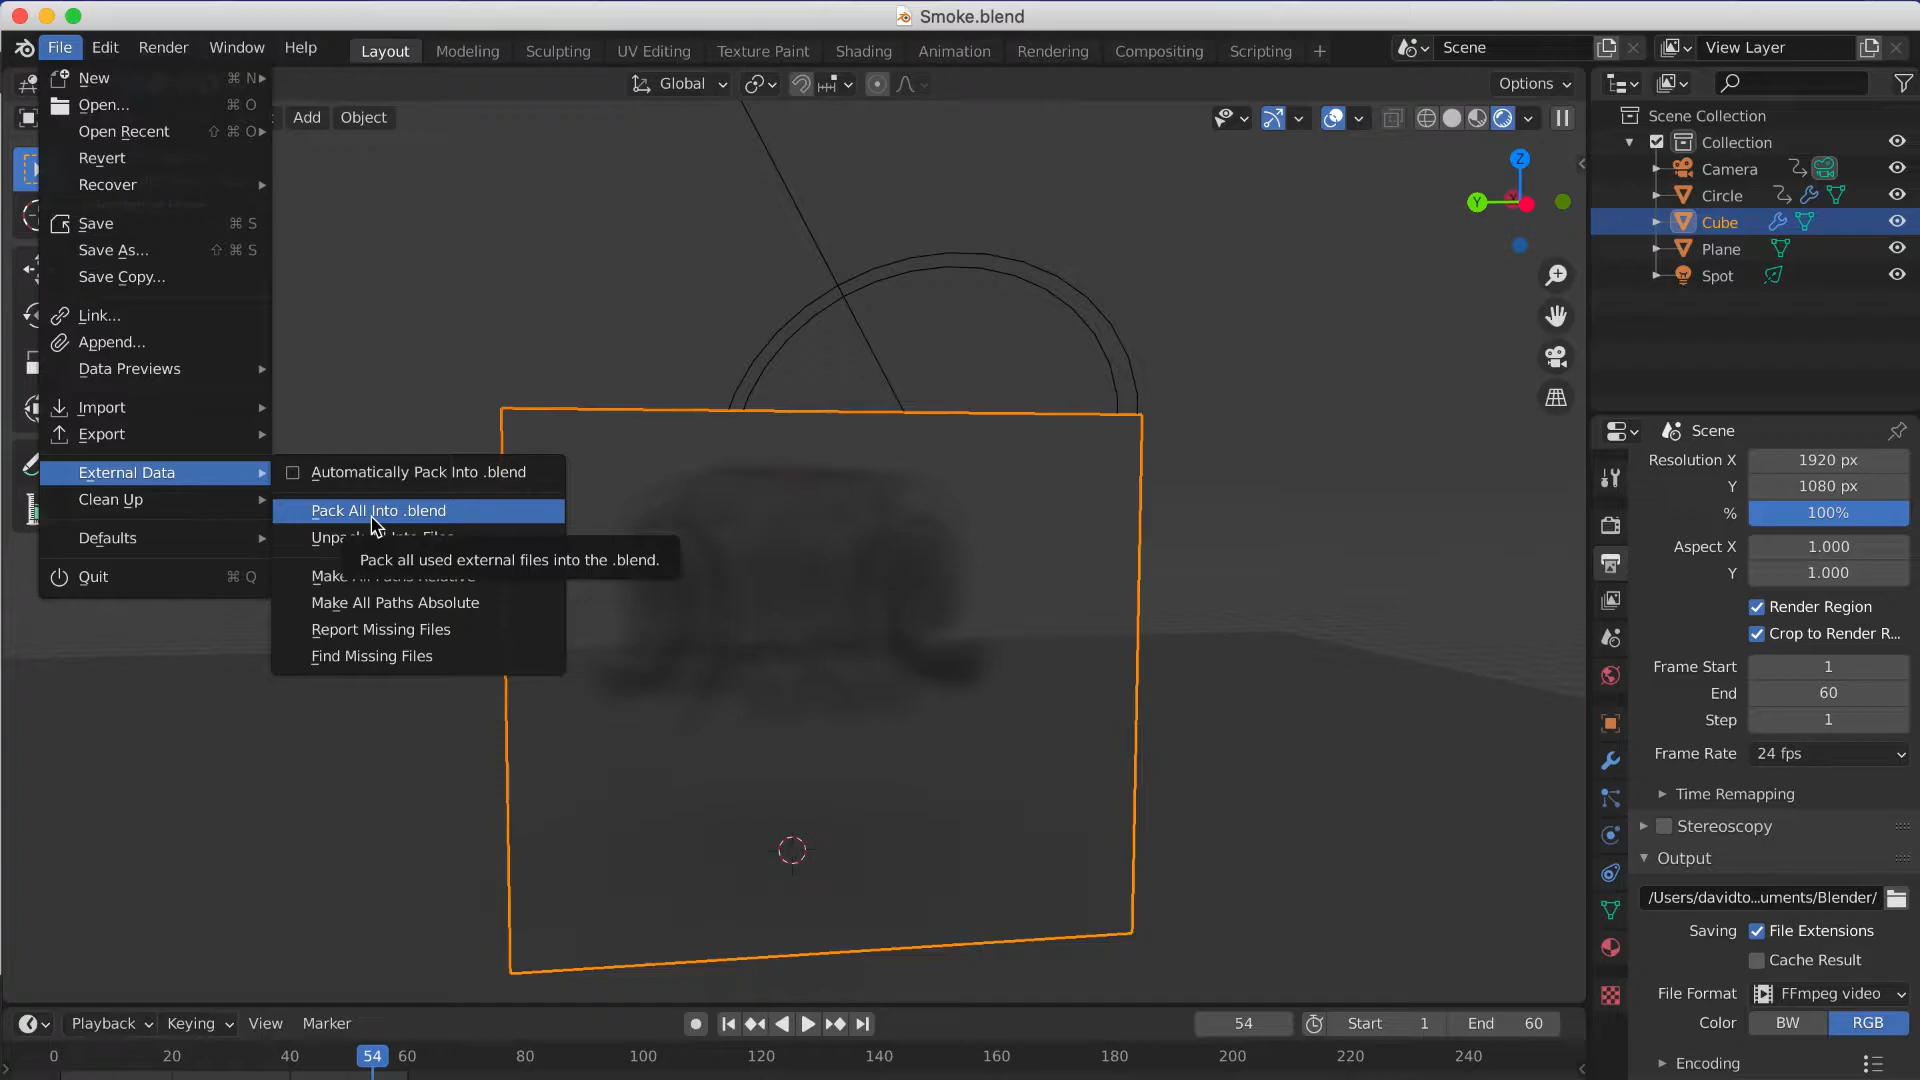 Smoke.blend
File Edit Render Window Help
Layout Modeling Sculpting UV Editing Texture Paint Shading Animation Rendering Compositing Scripting +
Scene
View Layer
Global
Options
Add Object
New ⌘ N
Open... ⌘ O
Open Recent ⇧ ⌘ O
Revert
Recover
Save ⌘ S
Save As... ⇧ ⌘ S
Save Copy...
Link...
Append...
Data Previews
Import
Export
External Data
Clean Up
Defaults
Quit ⌘ Q
Automatically Pack Into .blend
Pack All Into .blend
Pack all used external files into the .blend.
Make All Paths Relative
Make All Paths Absolute
Report Missing Files
Find Missing Files
Z
Y
Scene Collection
Collection
Camera
Circle
Cube
Plane
Spot
Scene
Resolution X 1920 px
Y 1080 px
% 100%
Aspect X 1.000
Y 1.000
Render Region
Crop to Render R...
Frame Start 1
End 60
Step 1
Frame Rate 24 fps
Time Remapping
Stereoscopy
Output
/Users/davidto...uments/Blender/
Saving File Extensions
Cache Result
File Format FFmpeg video
Color BW RGB
Encoding
Playback Keying View Marker
54 Start 1 End 60
0 20 40 54 60 80 100 120 140 160 180 200 220 240